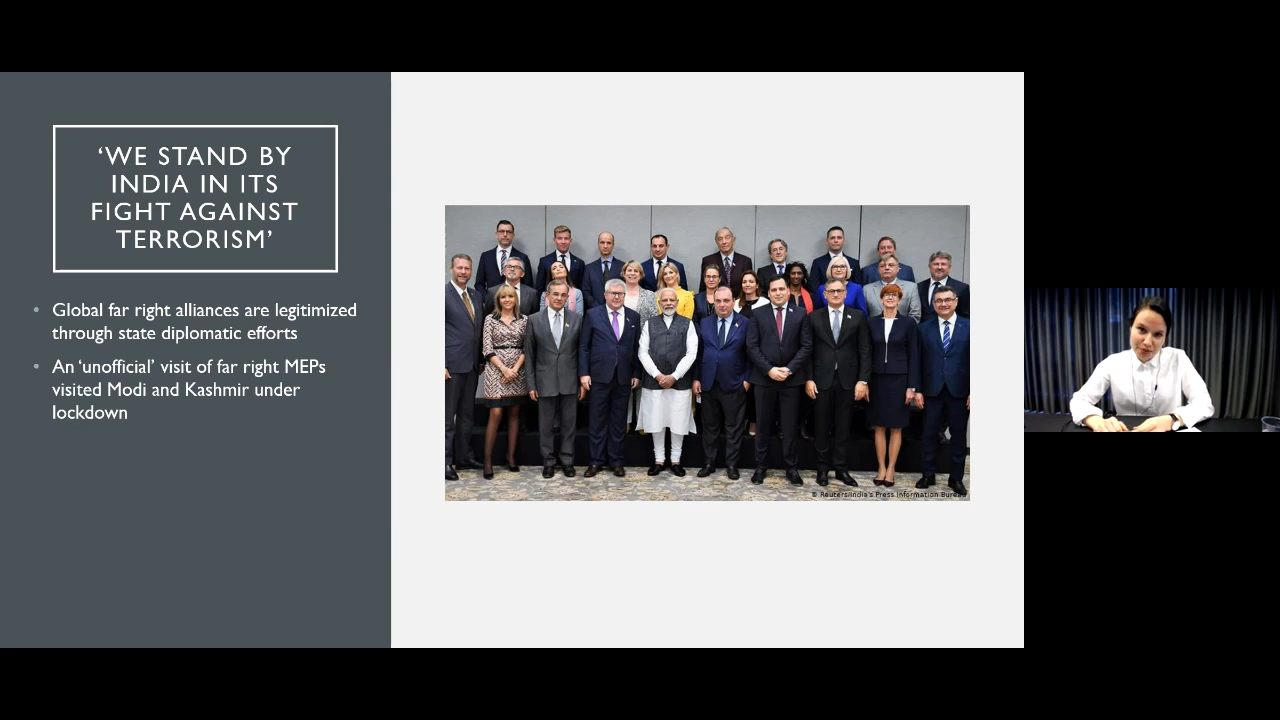 ‘WE STAND BY
INDIA IN ITS
FIGHT AGAINST
TERRORISM’
• Global far right alliances are legitimized
through state diplomatic efforts
• An ‘unofficial’ visit of far right MEPs
visited Modi and Kashmir under
lockdown
© Reuters/India's Press Information Bureau